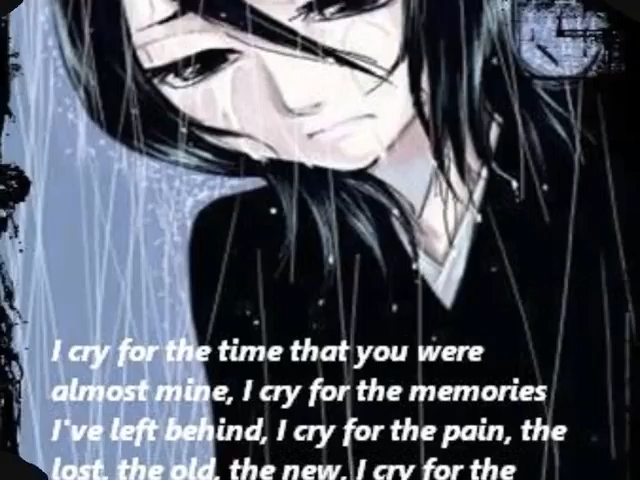 I cry for the time that you were
almost mine, I cry for the memories
I've left behind, I cry for the pain, the
lost, the old, the new, I cry for the